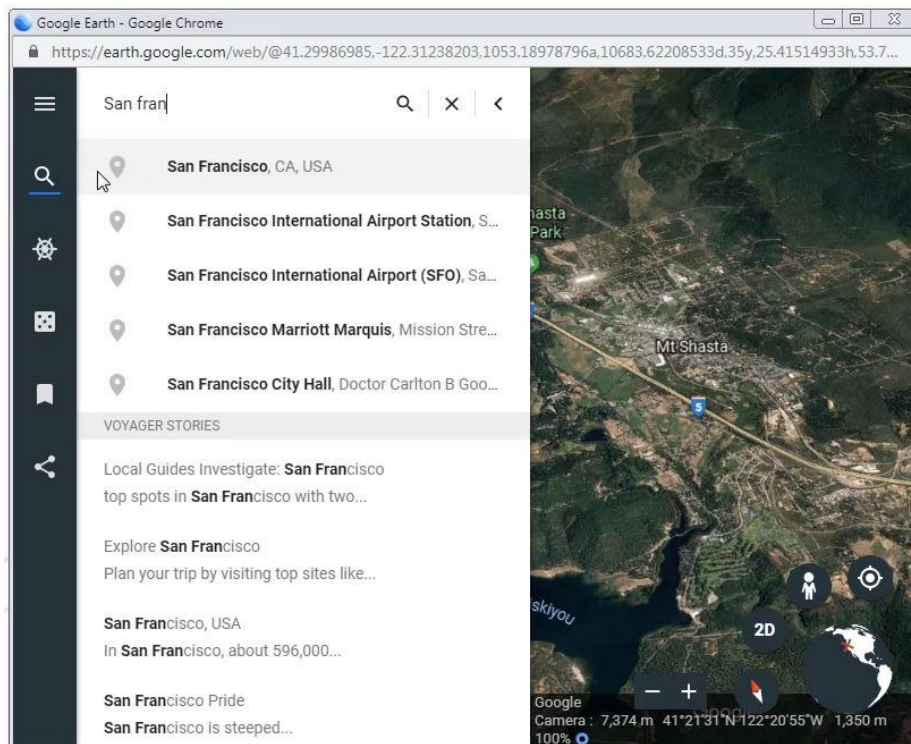 Google Earth - Google Chrome
https://earth.google.com/web/@41.29986985,-122.31238203,1053.18978796a,10683.62208533d,35y,25.41514933h,53.7...
San fran
San Francisco, CA, USA
San Francisco International Airport Station, S...
San Francisco International Airport (SFO), Sa...
San Francisco Marriott Marquis, Mission Stre...
San Francisco City Hall, Doctor Carlton B Goo...
VOYAGER STORIES
Local Guides Investigate: San Francisco
top spots in San Francisco with two...
Explore San Francisco
Plan your trip by visiting top sites like...
San Francisco, USA
In San Francisco, about 596,000...
San Francisco Pride
San Francisco is steeped...
hasta
Park
Mt Shasta
5
skiyou
2D
Google
Google
Camera : 7,374 m 41°21'31"N 122°20'55"W 1,350 m
100%